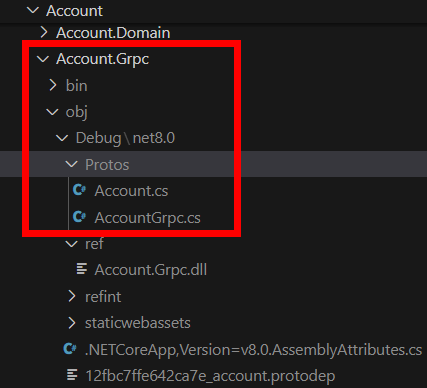 Account
Account.Domain
Account.Grpc
bin
obj
Debug\net8.0
Protos
C# Account.cs
C# AccountGrpc.cs
ref
Account.Grpc.dll
refint
staticwebassets
C# .NETCoreApp,Version=v8.0.AssemblyAttributes.cs
12fbc7ffe642ca7e_account.protodep